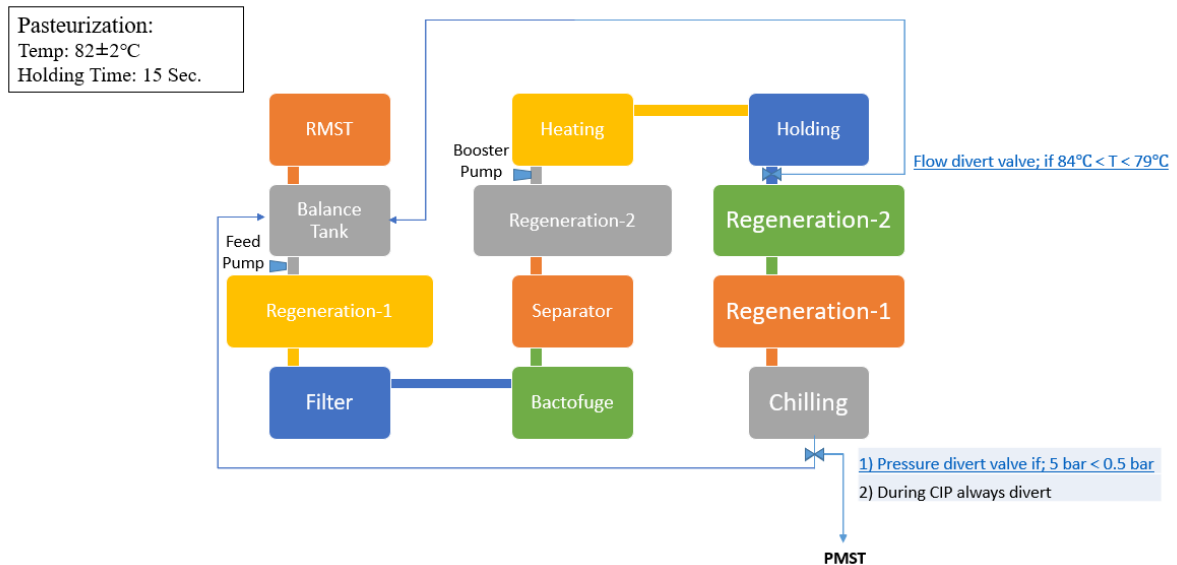 Pasteurization:
Temp: 82±2℃
Holding Time: 15 Sec.
RMST
Heating
Holding
Booster
Pump
Flow divert valve; if 84℃ < T < 79℃
Balance
Tank
Regeneration-2
Regeneration-2
Feed
Pump
Regeneration-1
Separator
Regeneration-1
Filter
Bactofuge
Chilling
1) Pressure divert valve if; 5 bar < 0.5 bar
2) During CIP always divert
PMST